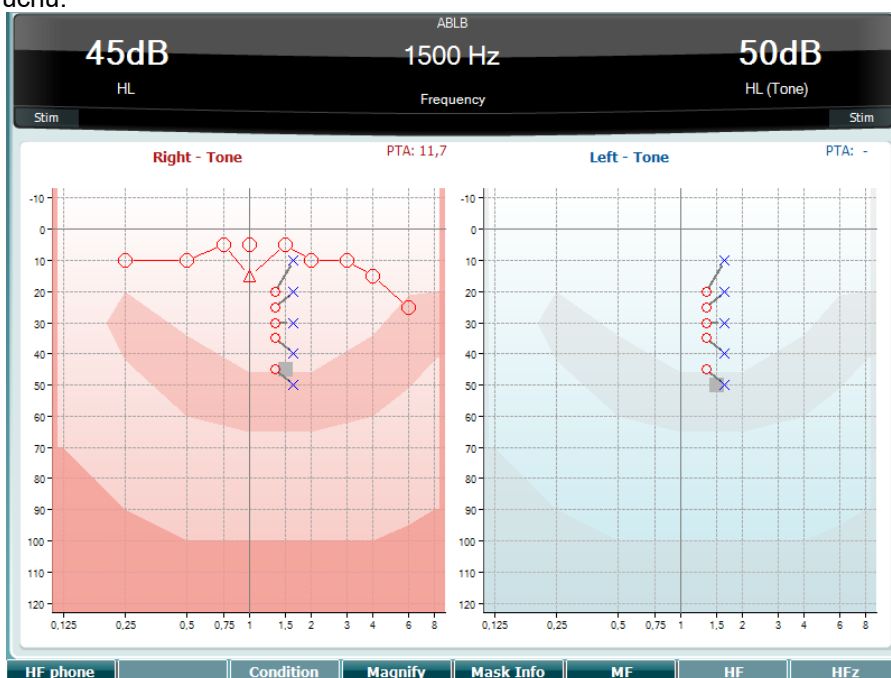 uchu.
ABLB
45dB 1500 Hz 50dB
HL Frequency HL (Tone)
Stim Stim
Right - Tone PTA: 11,7 Left - Tone PTA: -
-10 -10
0 0
10 10
20 20
30 30
40 40
50 50
60 60
70 70
80 80
90 90
100 100
110 110
120 120
0,125 0,25 0,5 0,75 1 1,5 2 3 4 6 8 0,125 0,25 0,5 0,75 1 1,5 2 3 4 6 8
HF phone Condition Magnify Mask Info MF HF HFz